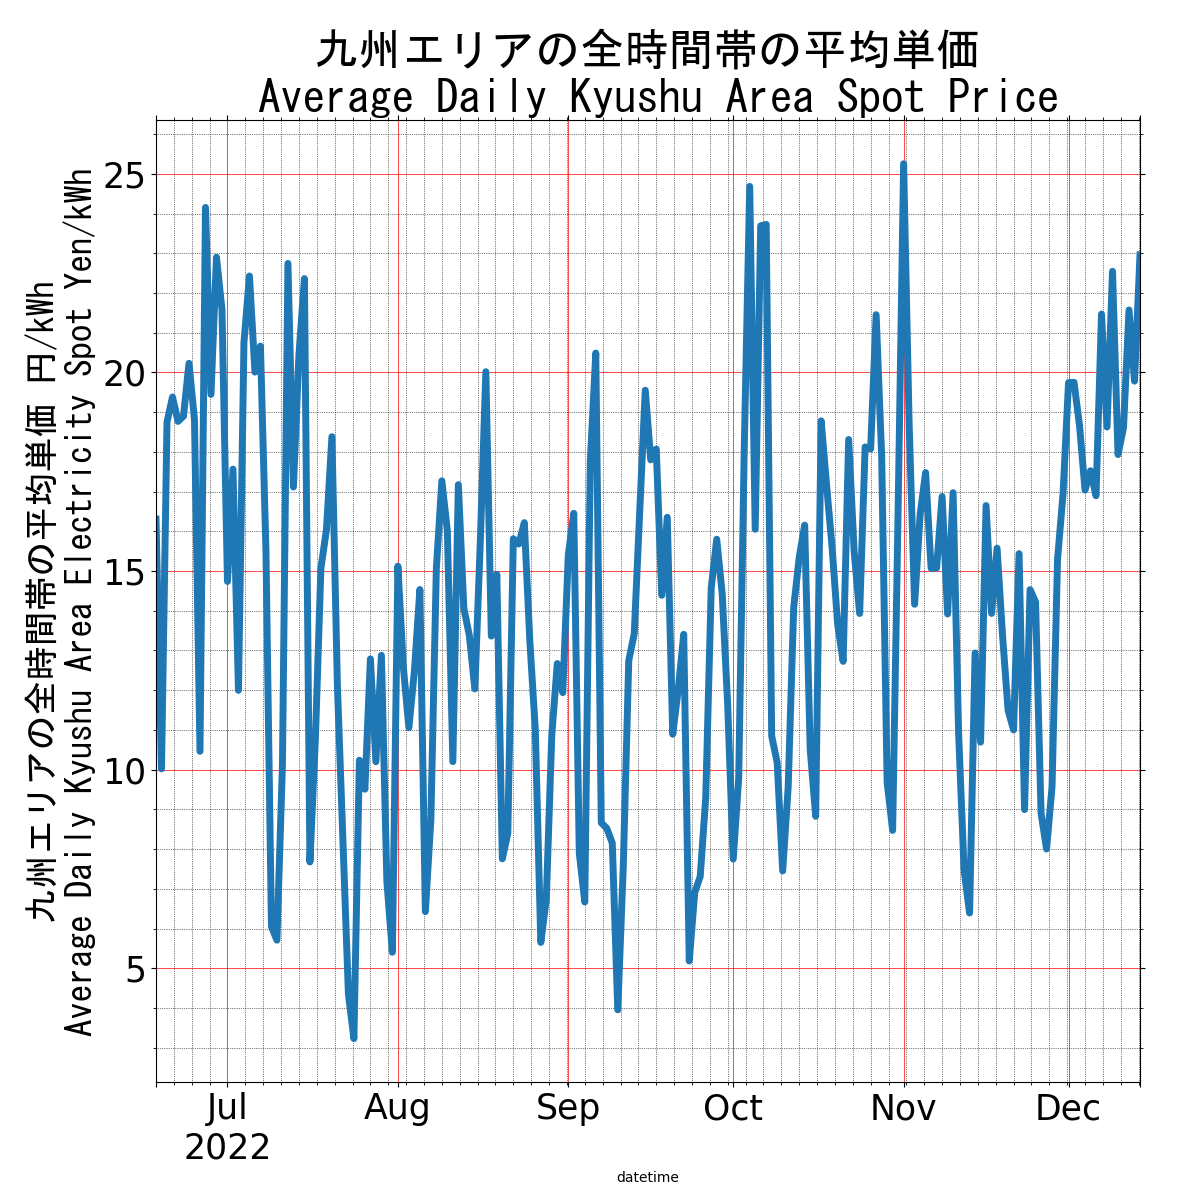 九州エリアの全時間帯の平均単価
Average Daily Kyushu Area Spot Price
九州エリアの全時間帯の平均単価 円/kWh
Average Daily Kyushu Area Electricity Spot Yen/kWh
25
20
15
10
5
Jul
2022
Aug
Sep
Oct
Nov
Dec
datetime